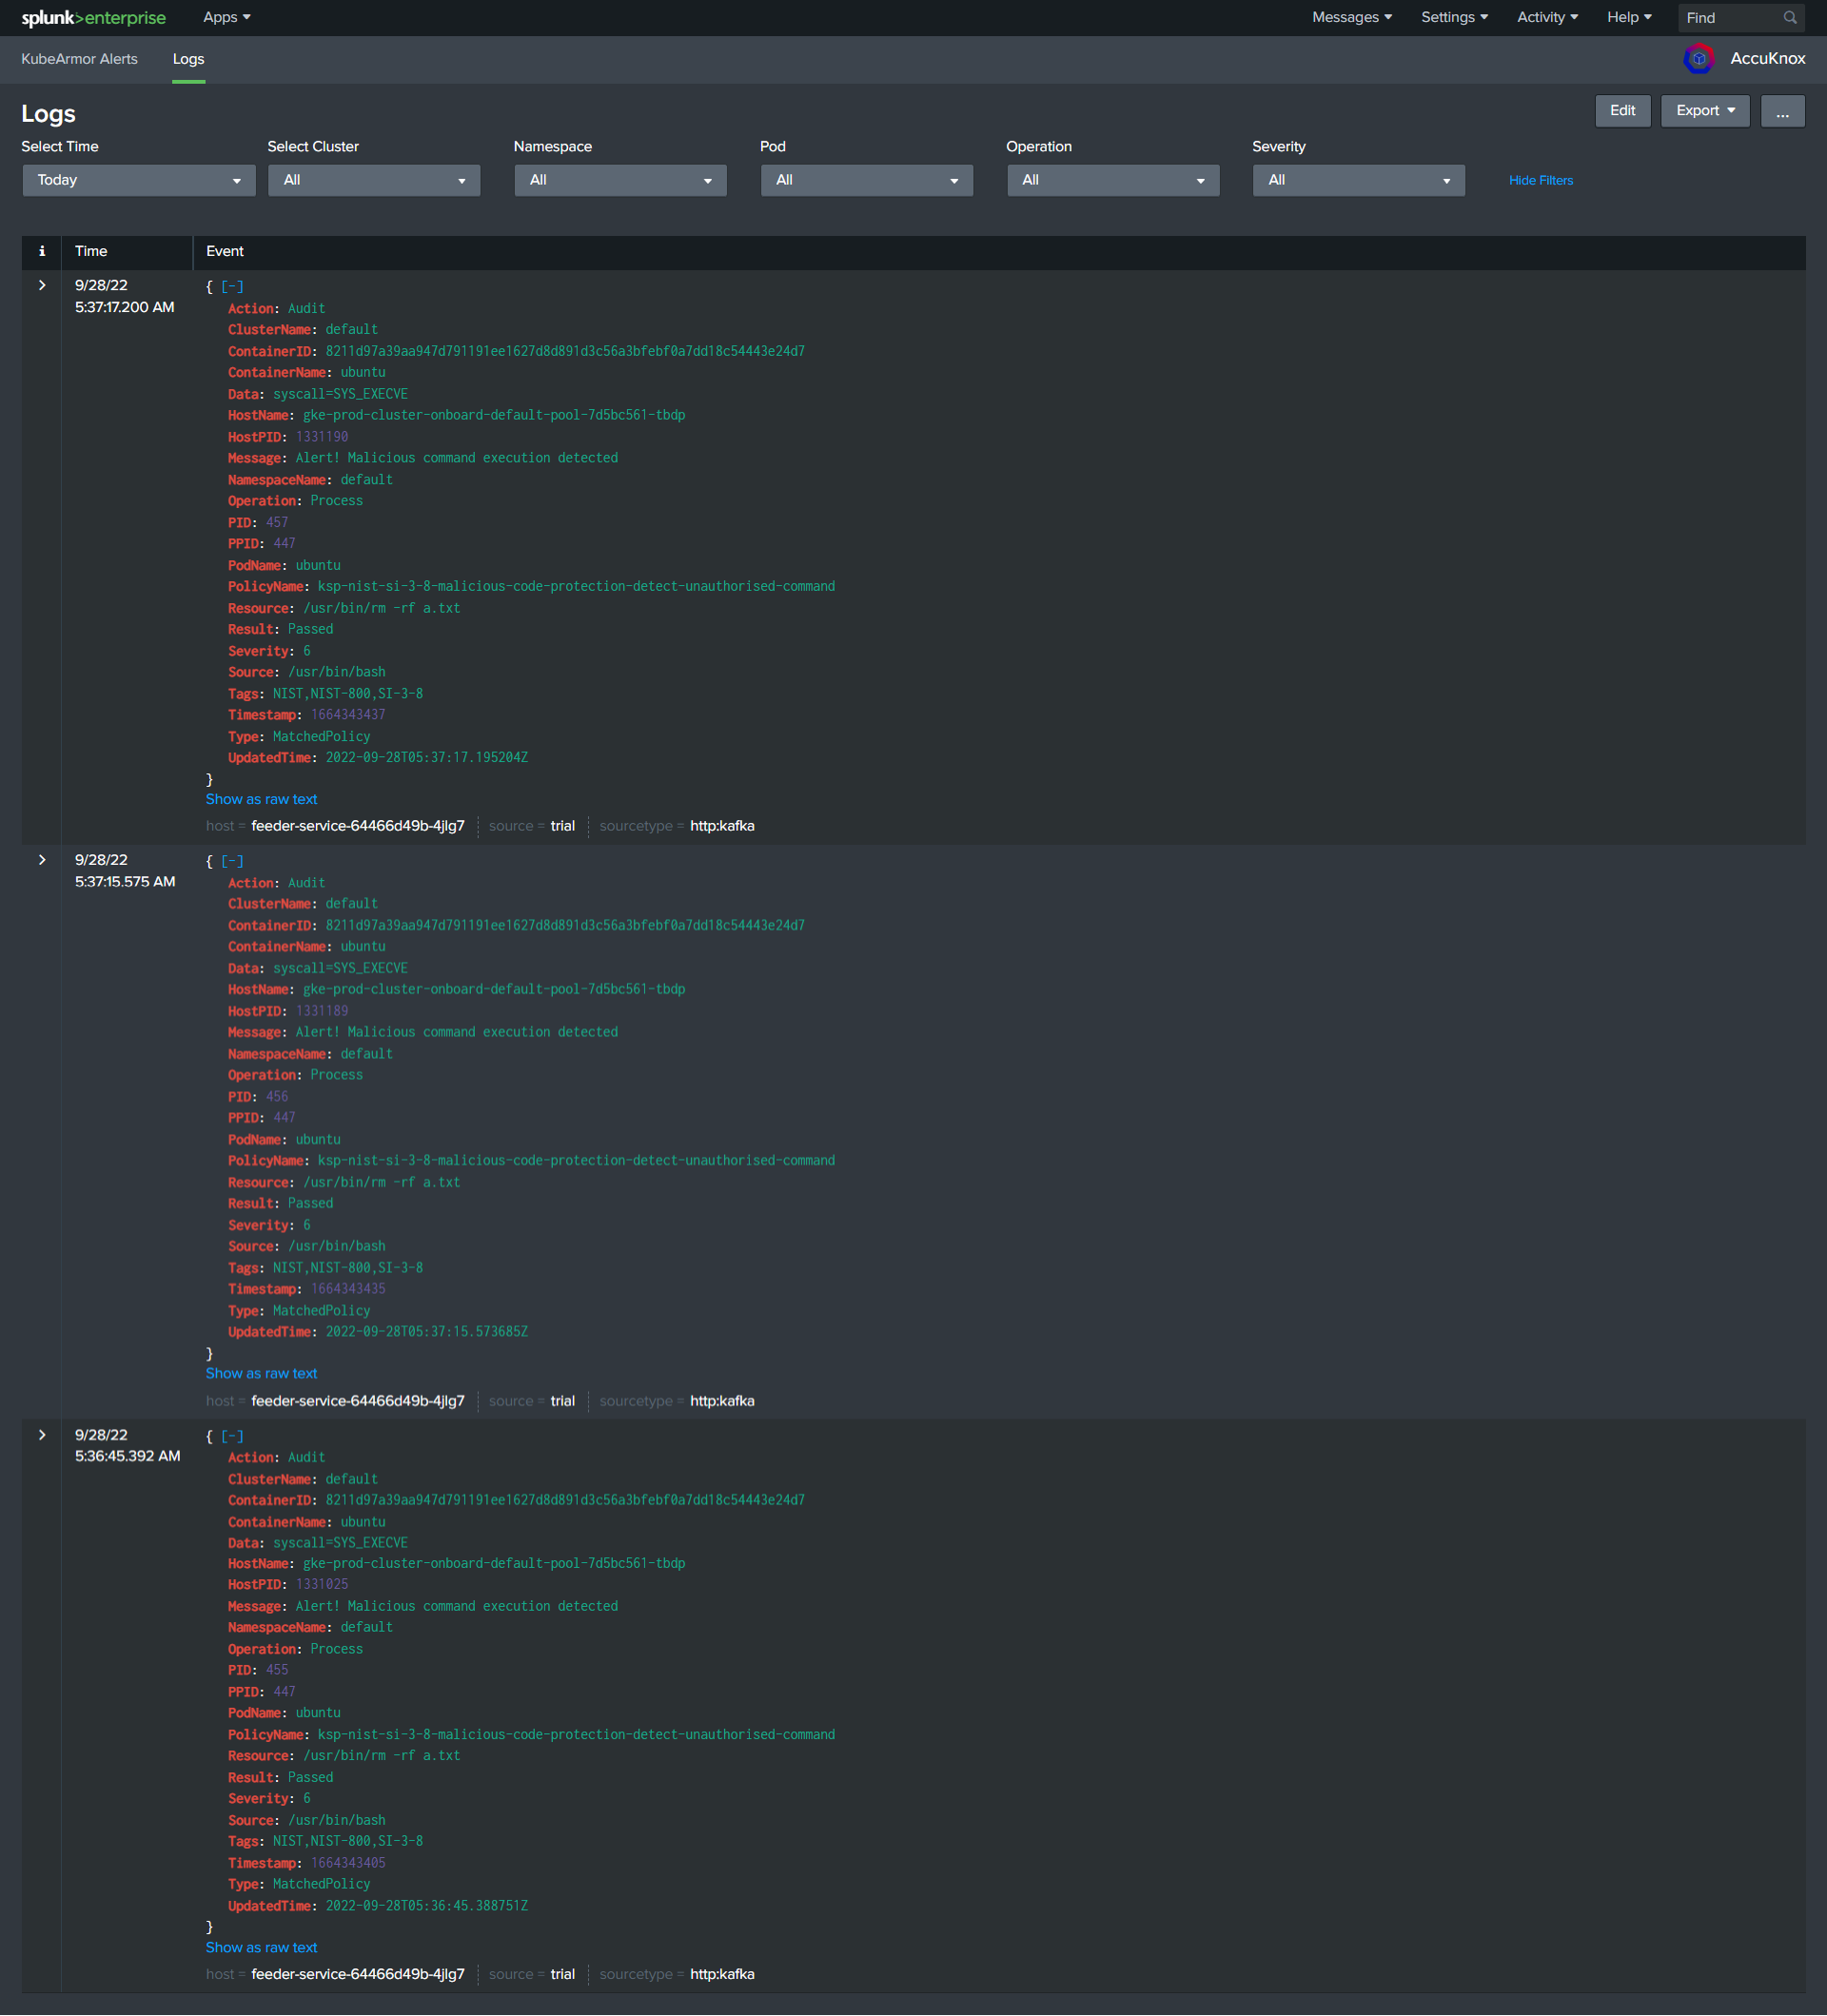 splunk>enterprise Apps Messages Settings Activity Help Find
KubeArmor Alerts Logs AccuKnox
Logs Edit Export ...
Select Time Select Cluster Namespace Pod Operation Severity
Today All All All All All Hide Filters
i Time Event
9/28/22 { [-]
5:37:17.200 AM Action: Audit
ClusterName: default
ContainerID: 8211d97a39aa947d791191ee1627d8d891d3c56a3bfebf0a7dd18c54443e24d7
ContainerName: ubuntu
Data: syscall=SYS_EXECVE
HostName: gke-prod-cluster-onboard-default-pool-7d5bc561-tbdp
HostPID: 1331190
Message: Alert! Malicious command execution detected
NamespaceName: default
Operation: Process
PID: 457
PPID: 447
PodName: ubuntu
PolicyName: ksp-nist-si-3-8-malicious-code-protection-detect-unauthorised-command
Resource: /usr/bin/rm -rf a.txt
Result: Passed
Severity: 6
Source: /usr/bin/bash
Tags: NIST,NIST-800,SI-3-8
Timestamp: 1664343437
Type: MatchedPolicy
UpdatedTime: 2022-09-28T05:37:17.195204Z
}
Show as raw text
host = feeder-service-64466d49b-4jlg7 source = trial sourcetype = http:kafka
9/28/22 { [-]
5:37:15.575 AM Action: Audit
ClusterName: default
ContainerID: 8211d97a39aa947d791191ee1627d8d891d3c56a3bfebf0a7dd18c54443e24d7
ContainerName: ubuntu
Data: syscall=SYS_EXECVE
HostName: gke-prod-cluster-onboard-default-pool-7d5bc561-tbdp
HostPID: 1331189
Message: Alert! Malicious command execution detected
NamespaceName: default
Operation: Process
PID: 456
PPID: 447
PodName: ubuntu
PolicyName: ksp-nist-si-3-8-malicious-code-protection-detect-unauthorised-command
Resource: /usr/bin/rm -rf a.txt
Result: Passed
Severity: 6
Source: /usr/bin/bash
Tags: NIST,NIST-800,SI-3-8
Timestamp: 1664343435
Type: MatchedPolicy
UpdatedTime: 2022-09-28T05:37:15.573685Z
}
Show as raw text
host = feeder-service-64466d49b-4jlg7 source = trial sourcetype = http:kafka
9/28/22 { [-]
5:36:45.392 AM Action: Audit
ClusterName: default
ContainerID: 8211d97a39aa947d791191ee1627d8d891d3c56a3bfebf0a7dd18c54443e24d7
ContainerName: ubuntu
Data: syscall=SYS_EXECVE
HostName: gke-prod-cluster-onboard-default-pool-7d5bc561-tbdp
HostPID: 1331025
Message: Alert! Malicious command execution detected
NamespaceName: default
Operation: Process
PID: 455
PPID: 447
PodName: ubuntu
PolicyName: ksp-nist-si-3-8-malicious-code-protection-detect-unauthorised-command
Resource: /usr/bin/rm -rf a.txt
Result: Passed
Severity: 6
Source: /usr/bin/bash
Tags: NIST,NIST-800,SI-3-8
Timestamp: 1664343405
Type: MatchedPolicy
UpdatedTime: 2022-09-28T05:36:45.388751Z
}
Show as raw text
host = feeder-service-64466d49b-4jlg7 source = trial sourcetype = http:kafka